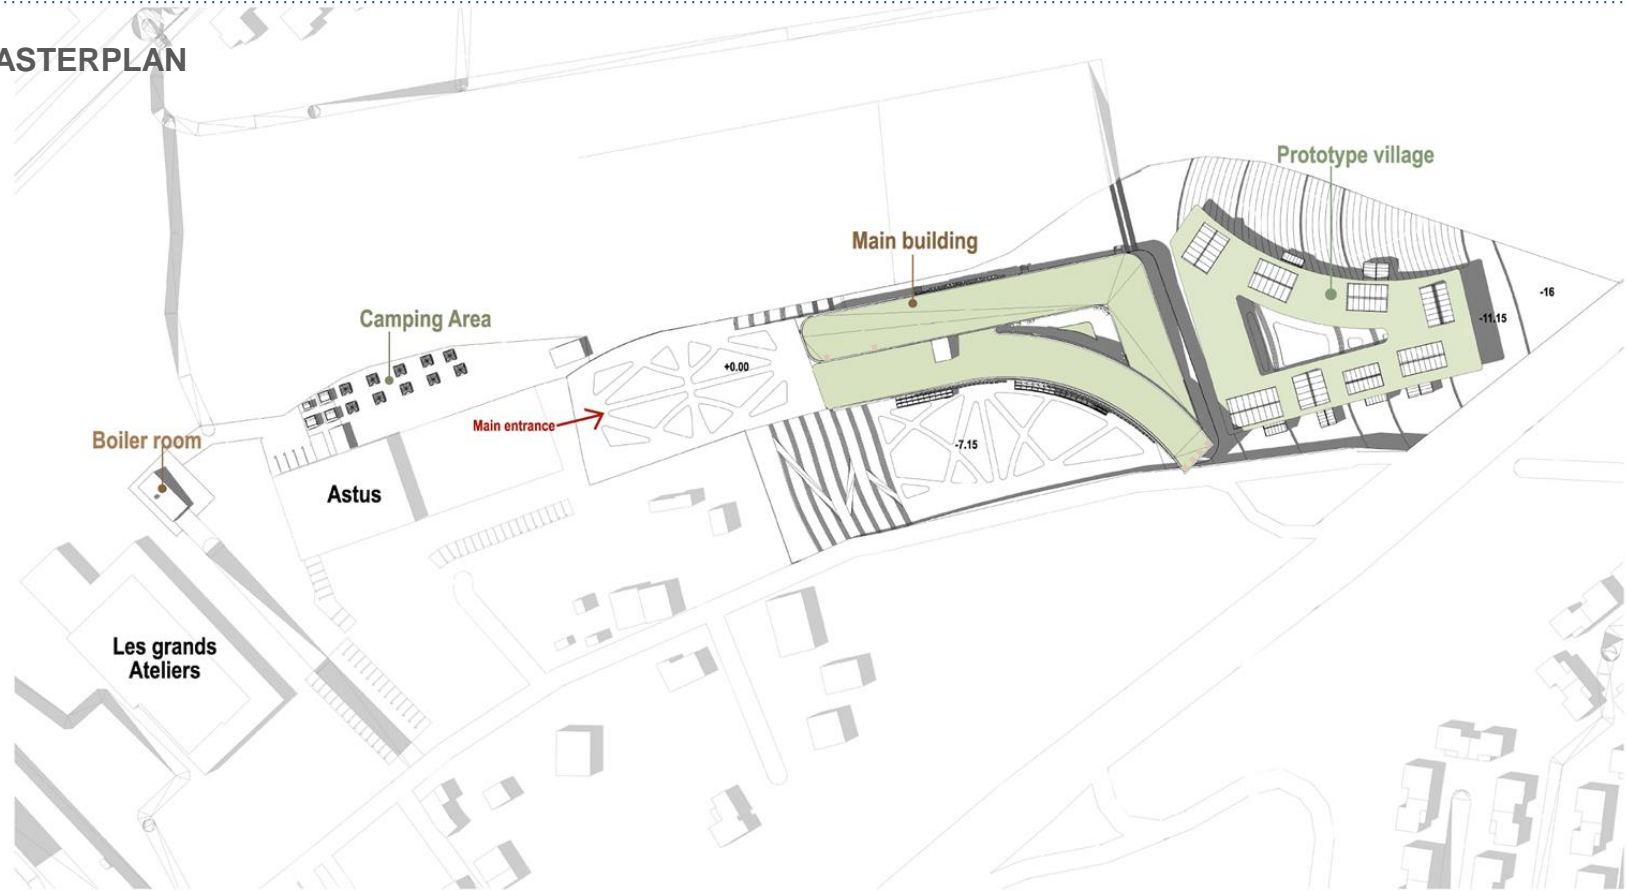 ASTERPLAN
Prototype village
Main building
-16
-11.15
Camping Area
+0.00
Main entrance
-7.15
Boiler room
Astus
Les grands
Ateliers